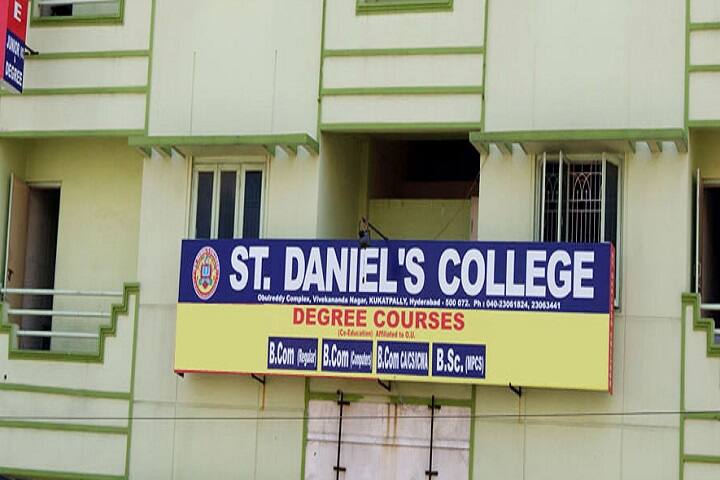 E
JUNIOR
&
DEGREE
ST. DANIEL'S COLLEGE
Obulreddy Complex, Vivekananda Nagar, KUKATPALLY, Hyderabad - 500 072. Ph : 040-23061824, 23063441
DEGREE COURSES
(Co-Education) Affiliated to O.U.
B.Com (Regular) B.Com (Computers) B.Com CA/CS/ICWA B.Sc. (MPCS)